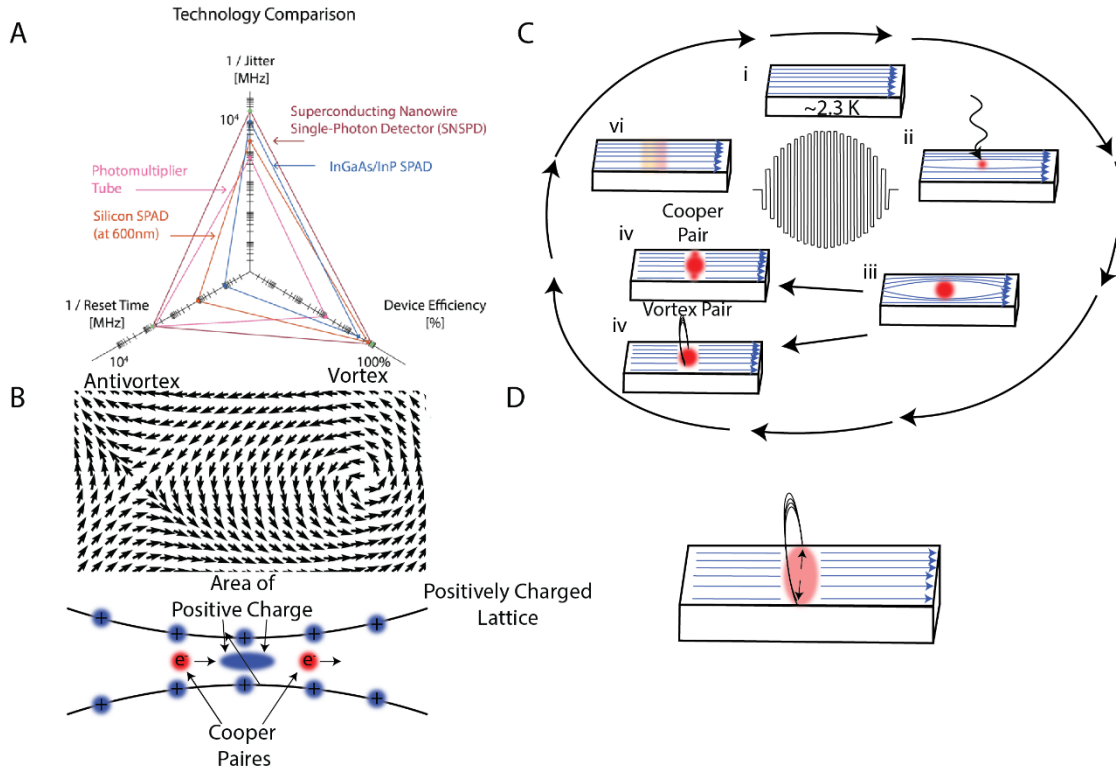 Technology Comparison
A
1 / Jitter
[MHz]
10⁴
Superconducting Nanowire
Single-Photon Detector (SNSPD)
InGaAs/InP SPAD
Photomultiplier
Tube
Silicon SPAD
(at 600nm)
1 / Reset Time
[MHz]
10⁴
Device Efficiency
[%]
100%
Antivortex
Vortex
B
Area of
Positive Charge
Positively Charged
Lattice
+ + + + +
e⁻ e⁻
+ + + + +
Cooper
Paires
C
i
~2.3 K
ii
vi
Cooper
Pair
iv
iii
Vortex Pair
iv
D